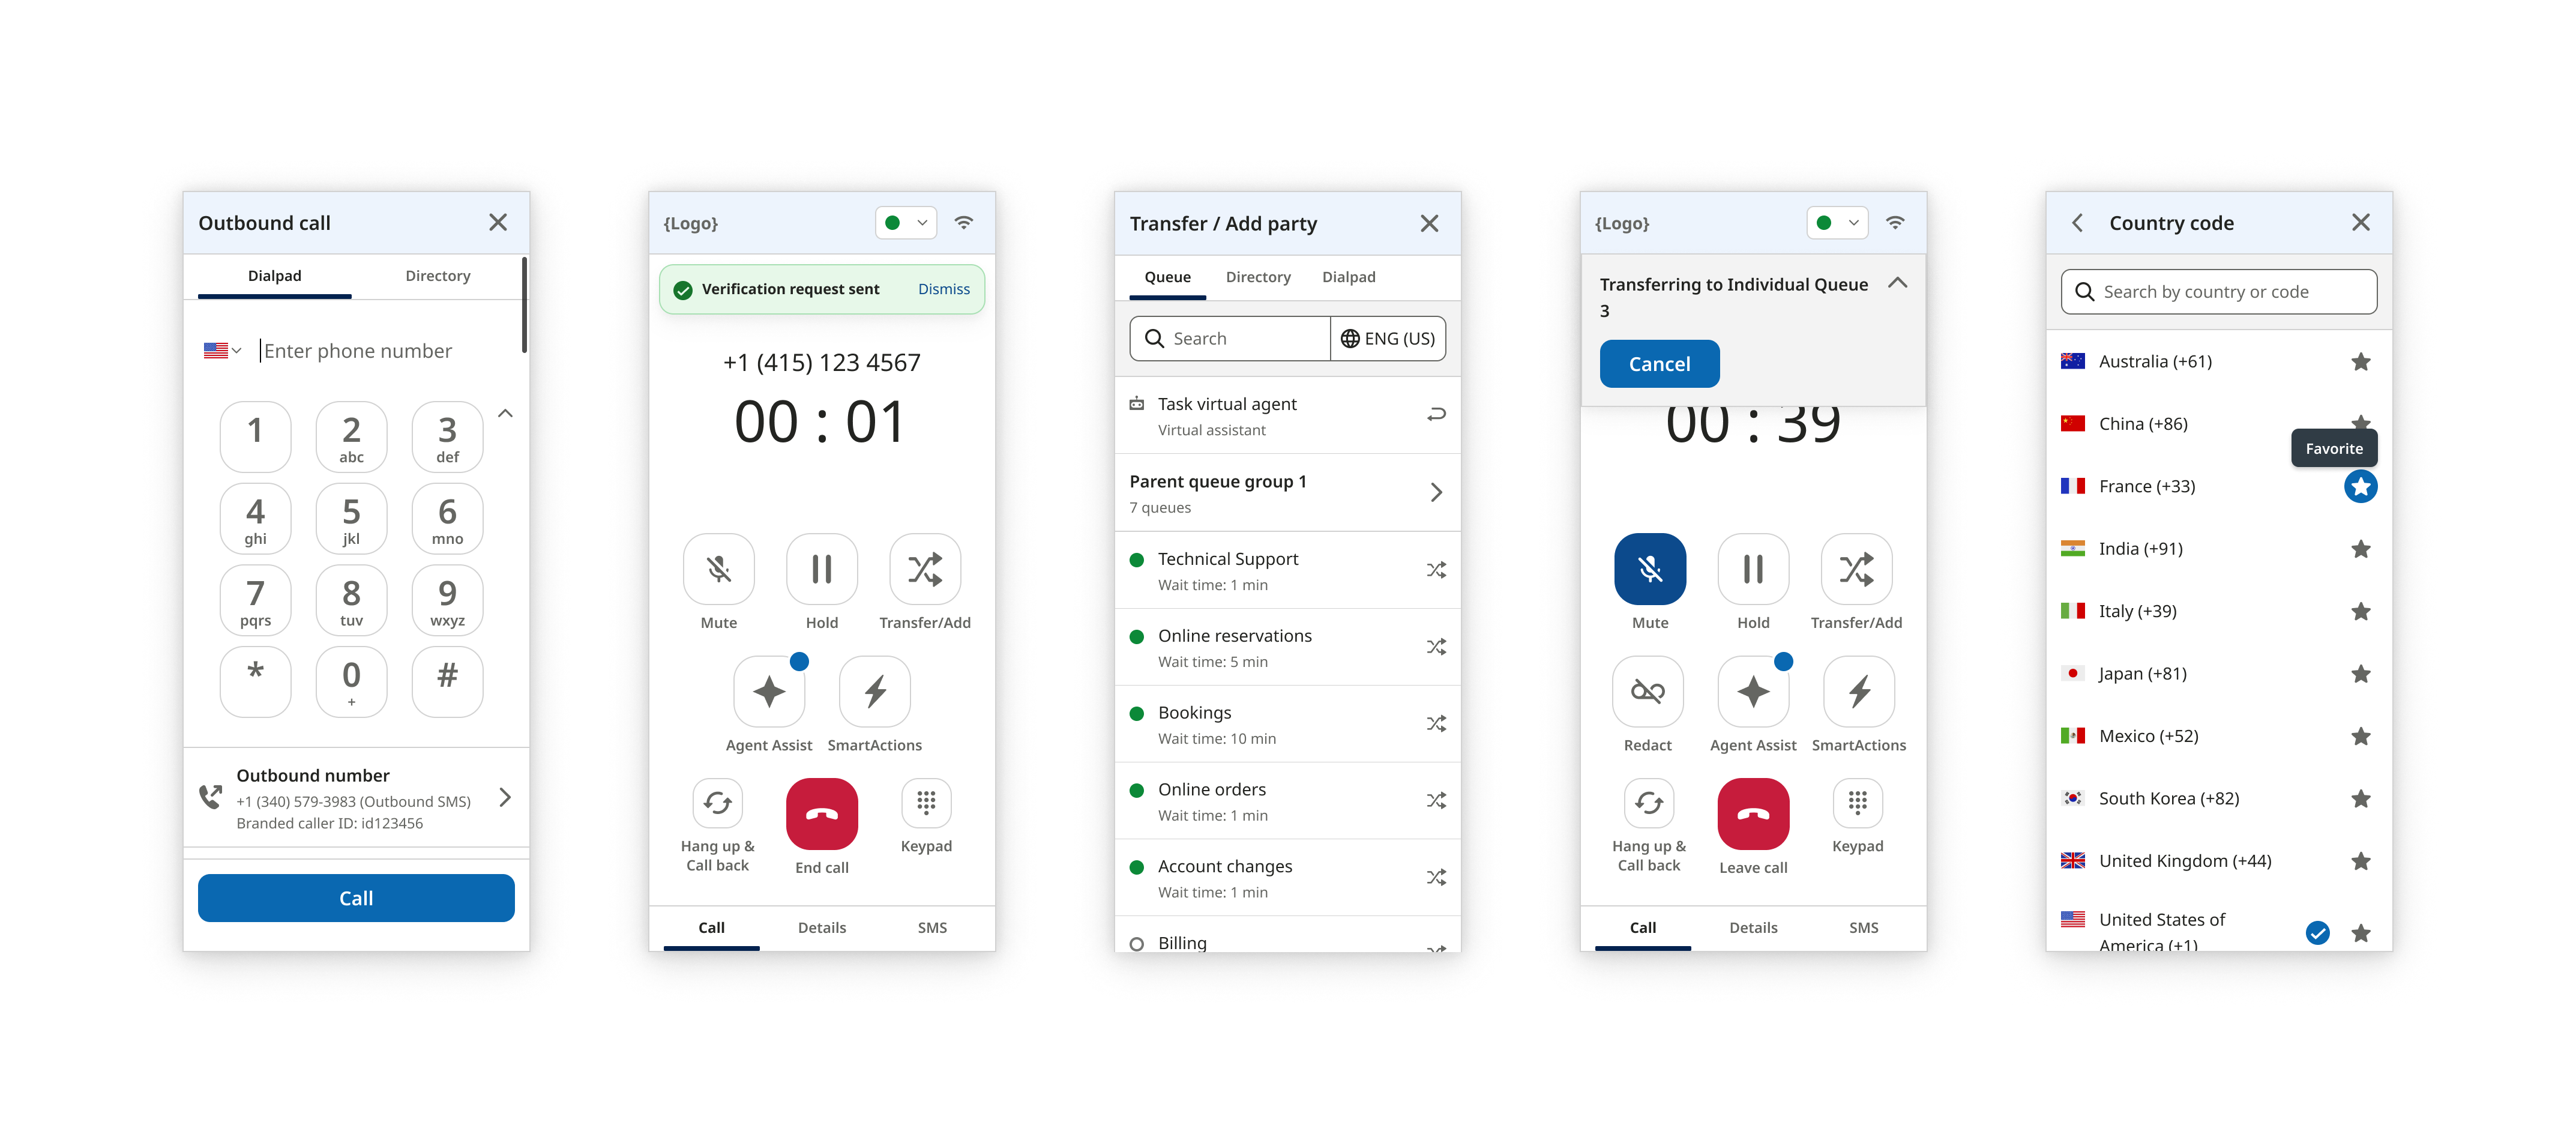 Outbound call
Dialpad Directory
Enter phone number
1 2 3
abc def
4 5 6
ghi jkl mno
7 8 9
pqrs tuv wxyz
* 0 #
+
Outbound number
+1 (340) 579-3983 (Outbound SMS)
Branded caller ID: id123456
Call
{Logo}
Verification request sent Dismiss
+1 (415) 123 4567
00 : 01
Mute Hold Transfer/Add
Agent Assist SmartActions
Hang up &
Call back
End call
Keypad
Call Details SMS
Transfer / Add party
Queue Directory Dialpad
Search ENG (US)
Task virtual agent
Virtual assistant
Parent queue group 1
7 queues
Technical Support
Wait time: 1 min
Online reservations
Wait time: 5 min
Bookings
Wait time: 10 min
Online orders
Wait time: 1 min
Account changes
Wait time: 1 min
Billing
{Logo}
Transferring to Individual Queue
3
Cancel
00 : 39
Mute Hold Transfer/Add
Redact Agent Assist SmartActions
Hang up &
Call back
Leave call
Keypad
Call Details SMS
Country code
Search by country or code
Australia (+61)
China (+86)
Favorite
France (+33)
India (+91)
Italy (+39)
Japan (+81)
Mexico (+52)
South Korea (+82)
United Kingdom (+44)
United States of
America (+1)